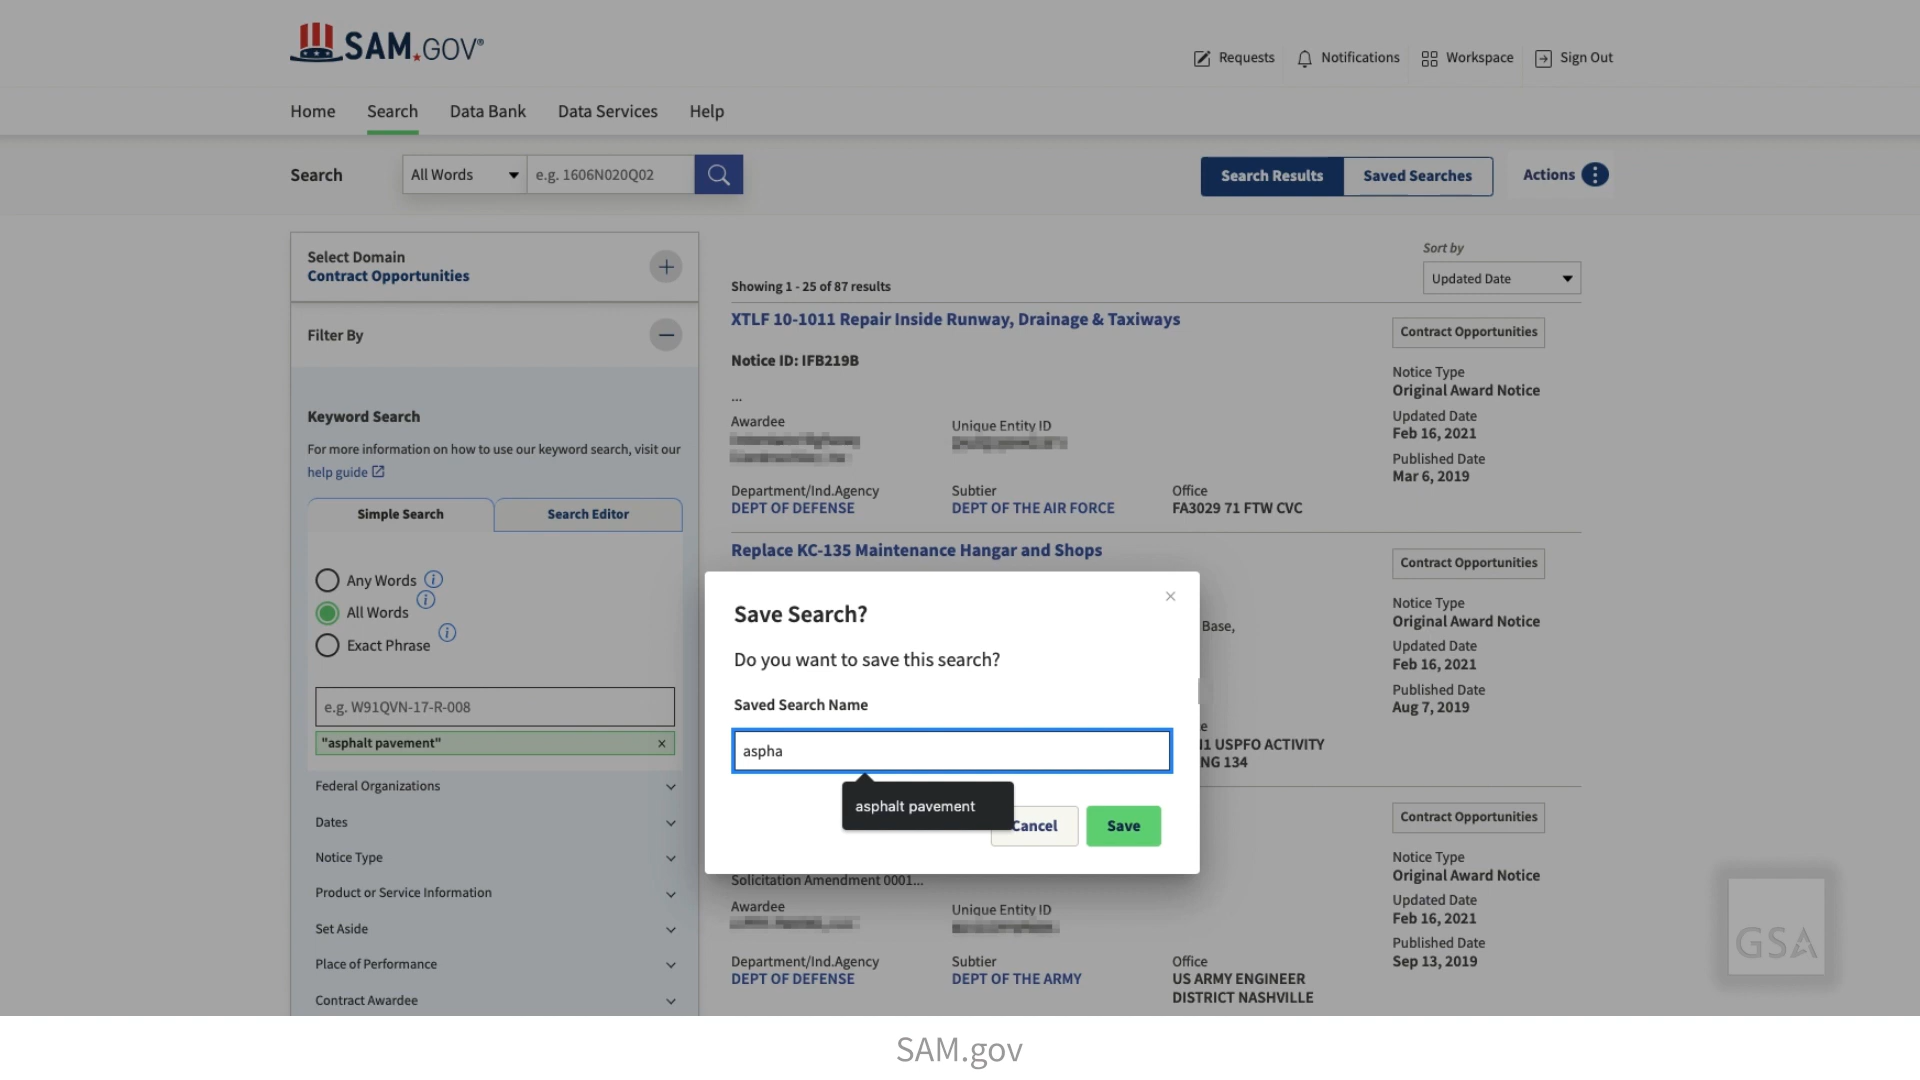 SAM.GOV®
Requests
Notifications
Workspace
Sign Out
Home
Search
Data Bank
Data Services
Help
Search
All Words
e.g. 1606N020Q02
Search Results
Saved Searches
Actions
Select Domain
Contract Opportunities
Filter By
Keyword Search
For more information on how to use our keyword search, visit our
help guide
Simple Search
Search Editor
Any Words
All Words
Exact Phrase
e.g. W91QVN-17-R-008
"asphalt pavement"
Federal Organizations
Dates
Notice Type
Product or Service Information
Set Aside
Place of Performance
Contract Awardee
Sort by
Updated Date
Showing 1 - 25 of 87 results
XTLF 10-1011 Repair Inside Runway, Drainage & Taxiways
Notice ID: IFB219B
...
Awardee
Unique Entity ID
Department/Ind.Agency
DEPT OF DEFENSE
Subtier
DEPT OF THE AIR FORCE
Office
FA3029 71 FTW CVC
Contract Opportunities
Notice Type
Original Award Notice
Updated Date
Feb 16, 2021
Published Date
Mar 6, 2019
Replace KC-135 Maintenance Hangar and Shops
Base,
USPFO ACTIVITY
NG 134
Contract Opportunities
Notice Type
Original Award Notice
Updated Date
Feb 16, 2021
Published Date
Aug 7, 2019
Save Search?
Do you want to save this search?
Saved Search Name
aspha
asphalt pavement
Cancel
Save
Solicitation Amendment 0001...
Awardee
Unique Entity ID
Department/Ind.Agency
DEPT OF DEFENSE
Subtier
DEPT OF THE ARMY
Office
US ARMY ENGINEER
DISTRICT NASHVILLE
Contract Opportunities
Notice Type
Original Award Notice
Updated Date
Feb 16, 2021
Published Date
Sep 13, 2019
GSA
SAM.gov